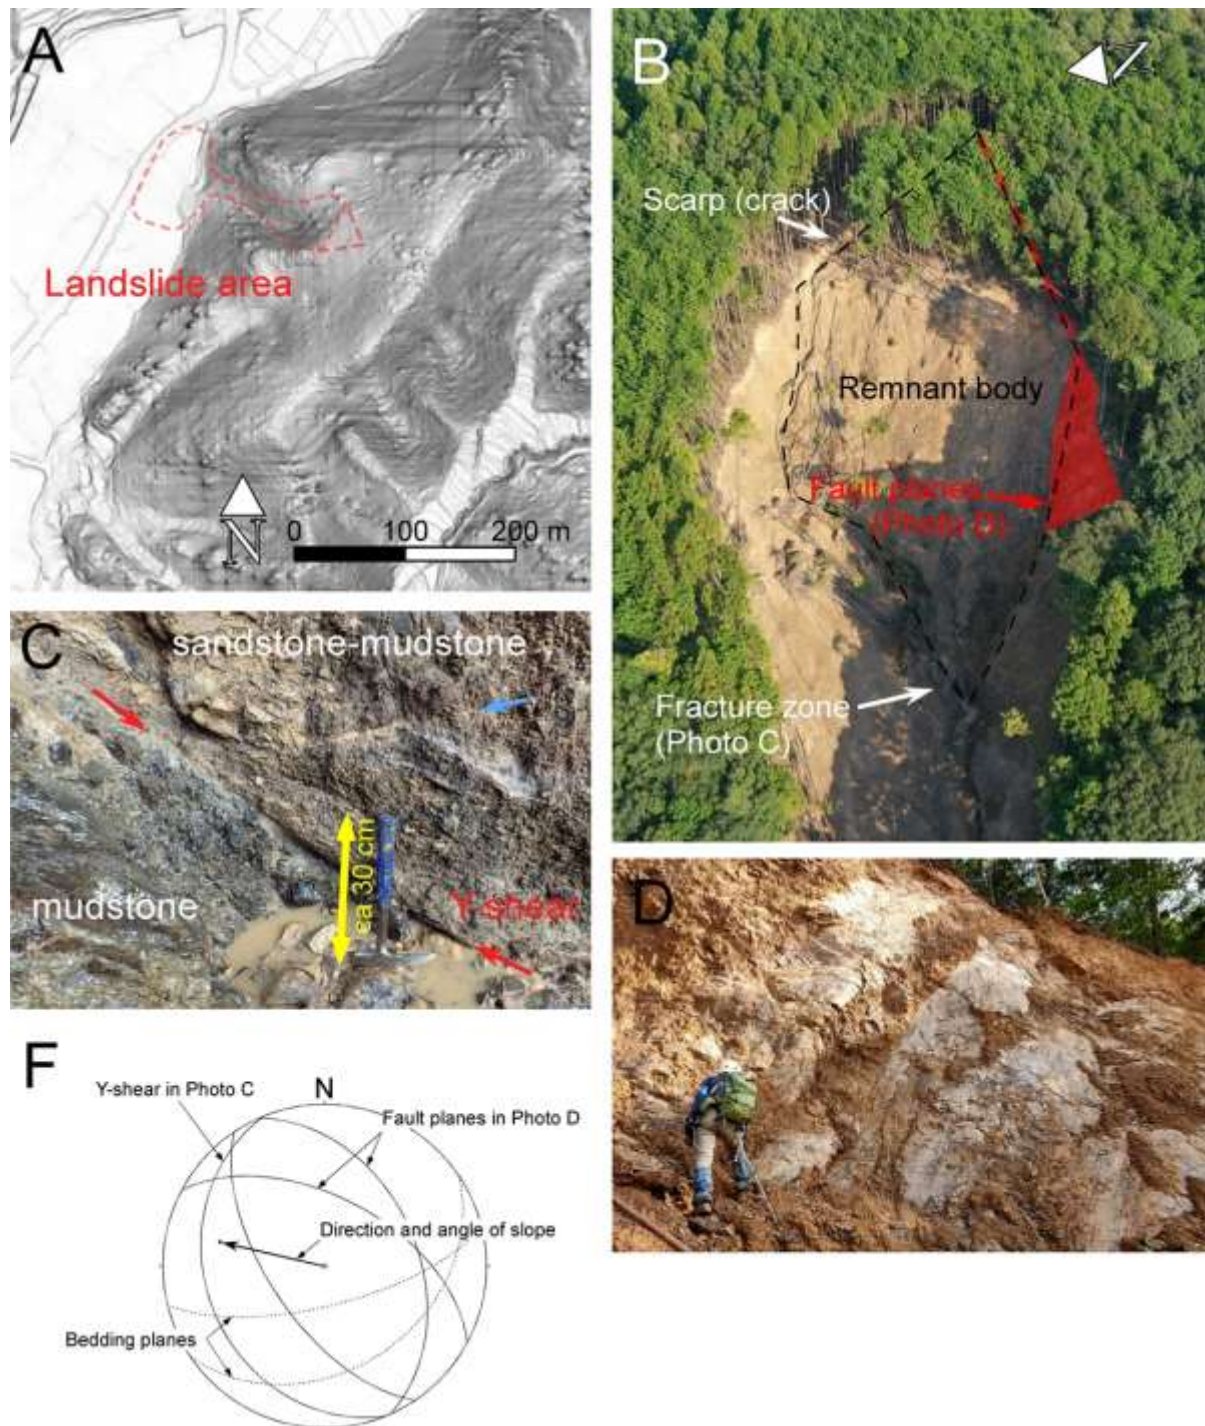 A
Landslide area
N
0 100 200 m
B
N
Scarp (crack)
Remnant body
Fault planes
(Photo D)
Fracture zone
(Photo C)
C
sandstone-mudstone
ca 30 cm
mudstone
Y-shear
D
F
Y-shear in Photo C
N
Fault planes in Photo D
Direction and angle of slope
Bedding planes